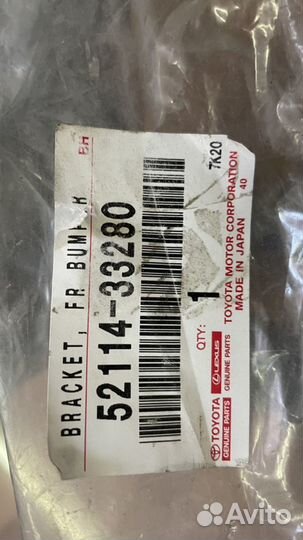 BRACKET, FR BUMPER
BH
7K20
52114-33280
QTY:
1
TOYOTA
GENUINE PARTS
LEXUS
GENUINE PARTS
TOYOTA MOTOR CORPORATION
MADE IN JAPAN
40
Avito